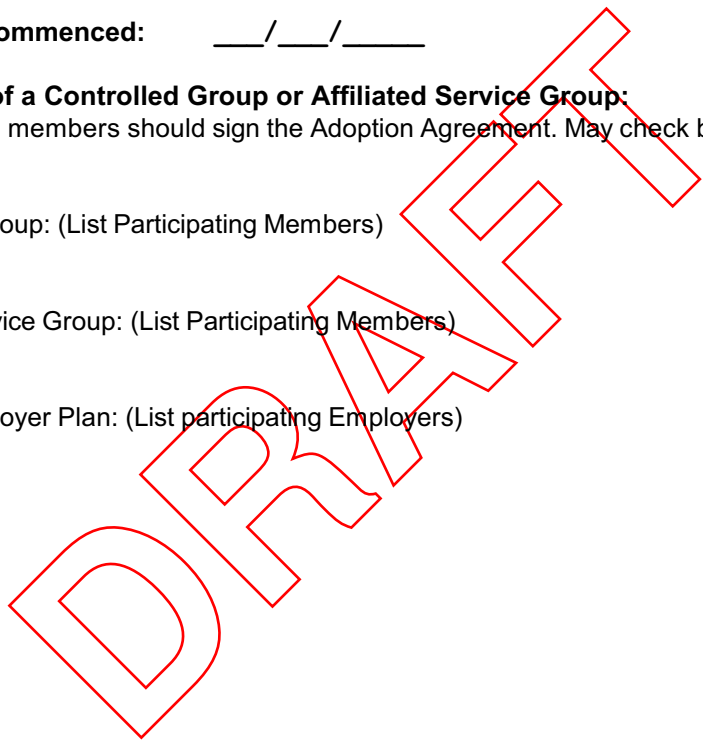 ommenced: ___/___/_____
of a Controlled Group or Affiliated Service Group:
members should sign the Adoption Agreement. May check b
oup: (List Participating Members)
vice Group: (List Participating Members)
oyer Plan: (List participating Employers)
DRAFT